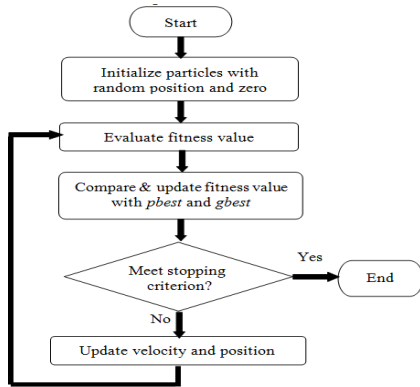 Start
Initialize particles with
random position and zero
Evaluate fitness value
Compare & update fitness value
with pbest and gbest
Meet stopping
criterion?
Yes
End
No
Update velocity and position